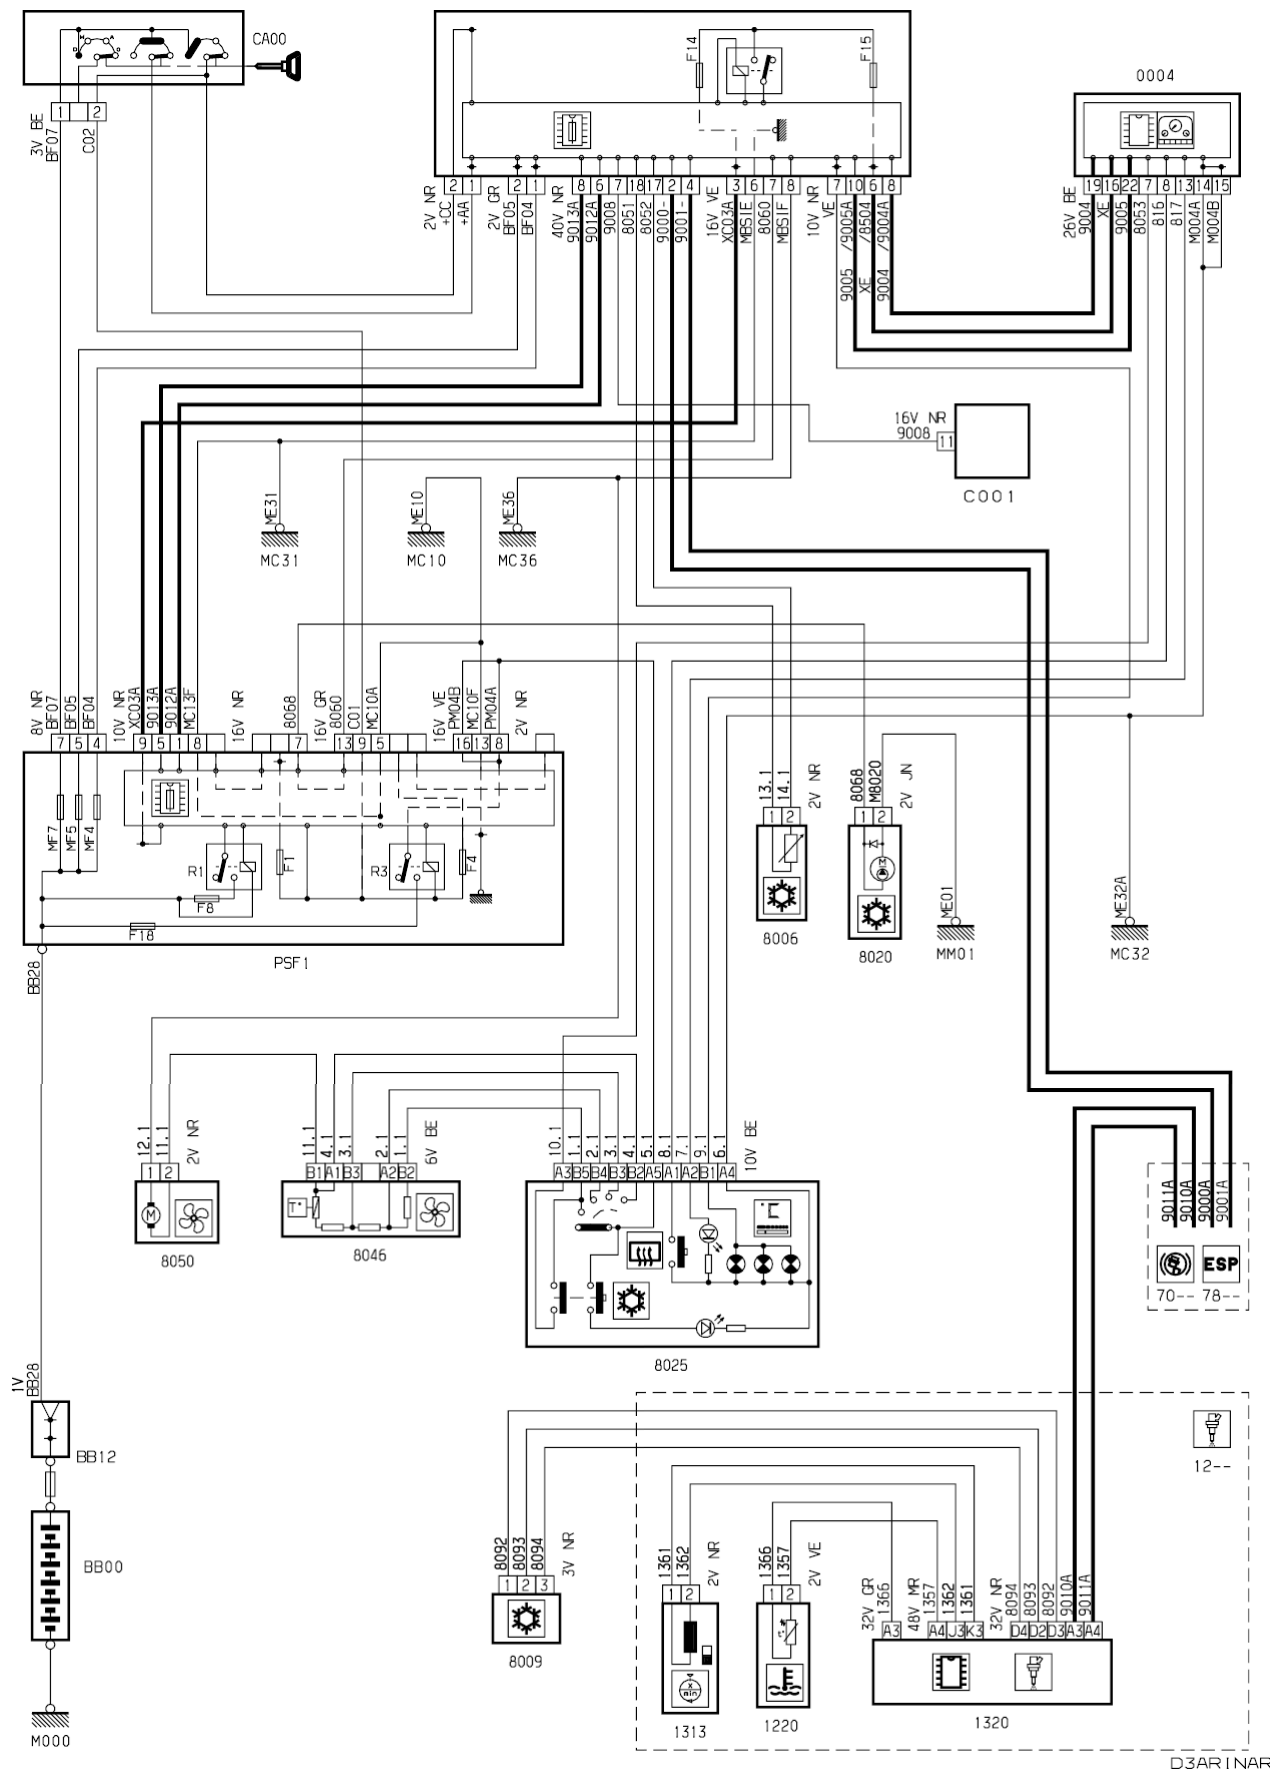 CA00
H A
D D
1 2
3V BE
BF07
C02
F14
F15
0004
2 1
2 1
8 6 7 18 17 2 4
3 6 7 8
7 10 6 8
19 16 22 7 8 13 14 15
2V NR
+CC
+AA
2V GR
BF05
BF04
40V NR
9013A
9012A
9008
8051
8052
9000-
9001-
16V VE
XC03A
MBSIE
8060
MBSIF
10V NR
VE
9005 /9005A
XE /8504
9004 /9004A
26V BE
9004
XE
9005
8053
816
817
M004A
M004B
16V NR
9008
11
C001
ME31
MC31
ME10
MC10
ME36
MC36
8V NR
BF07
BF05
BF04
10V NR
XC03A
9013A
9012A
MC13F
16V NR
8068
16V GR
8060
C01
MC10A
16V VE
PM04B
MC10F
PM04A
2V NR
7 5 4
9 5 1 8
7
13 9 5
16 13 8
MF7
MF5
MF4
R1
F8
F18
F1
R3
F4
PSF1
BB28
13.1
14.1
2V NR
1 2
8006
8068
M8020
2V JN
1 2
M
8020
ME01
MM01
ME32A
MC32
12.1
11.1
2V NR
1 2
M
8050
11.1
4.1
3.1
2.1
1.1
6V BE
B1 A1 B3 A2 B2
T°
8046
10.1
1.1
2.1
3.1
4.1
5.1
8.1
7.1
9.1
6.1
10V BE
A3 B5 B4 B3 B2 A5 A1 A2 B1 A4
°C
8025
9011A
9010A
9000A
9001A
ESP
70-- 78--
1V
BB28
BB12
BB00
M000
8092
8093
8094
3V NR
1 2 3
8009
12--
1361
1362
2V NR
1 2
x
min
1313
1366
1357
2V VE
1 2
t°
1220
32V GR
1366
48V MR
1357
1362
1361
32V NR
8094
8093
8092
9010A
9011A
A3 A4 J3 K3 D4 D2 D3 A3 A4
1320
D3ARINAR